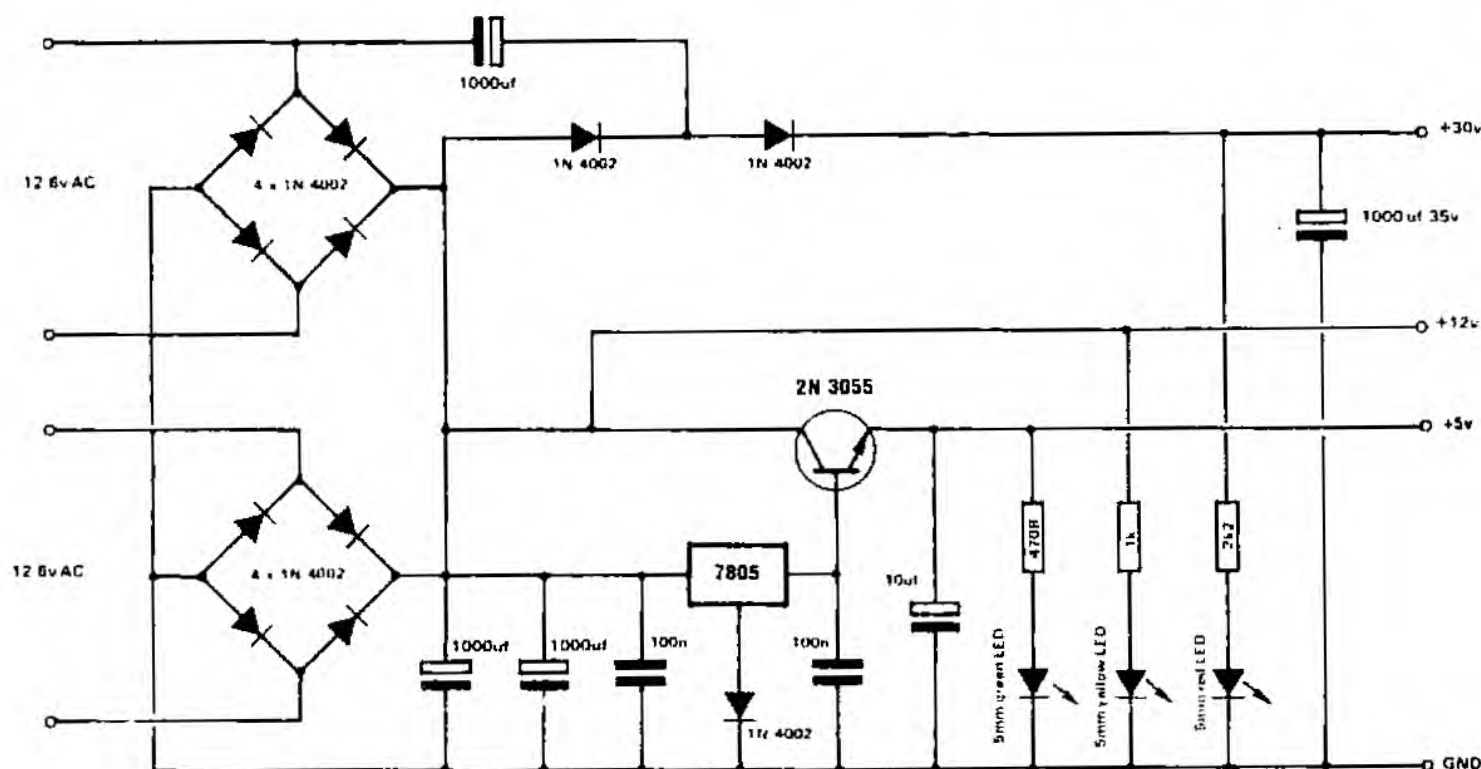 1000uf
+30v
1N 4002
1N 4002
12 6v AC
4 x 1N 4002
1000 uf 35v
+12v
2N 3055
+5v
470R
1k
2k2
12 6v AC
4 x 1N 4002
7805
10uf
1000uf
1000uf
100n
100n
5mm green LED
5mm yellow LED
5mm red LED
1N 4002
GND